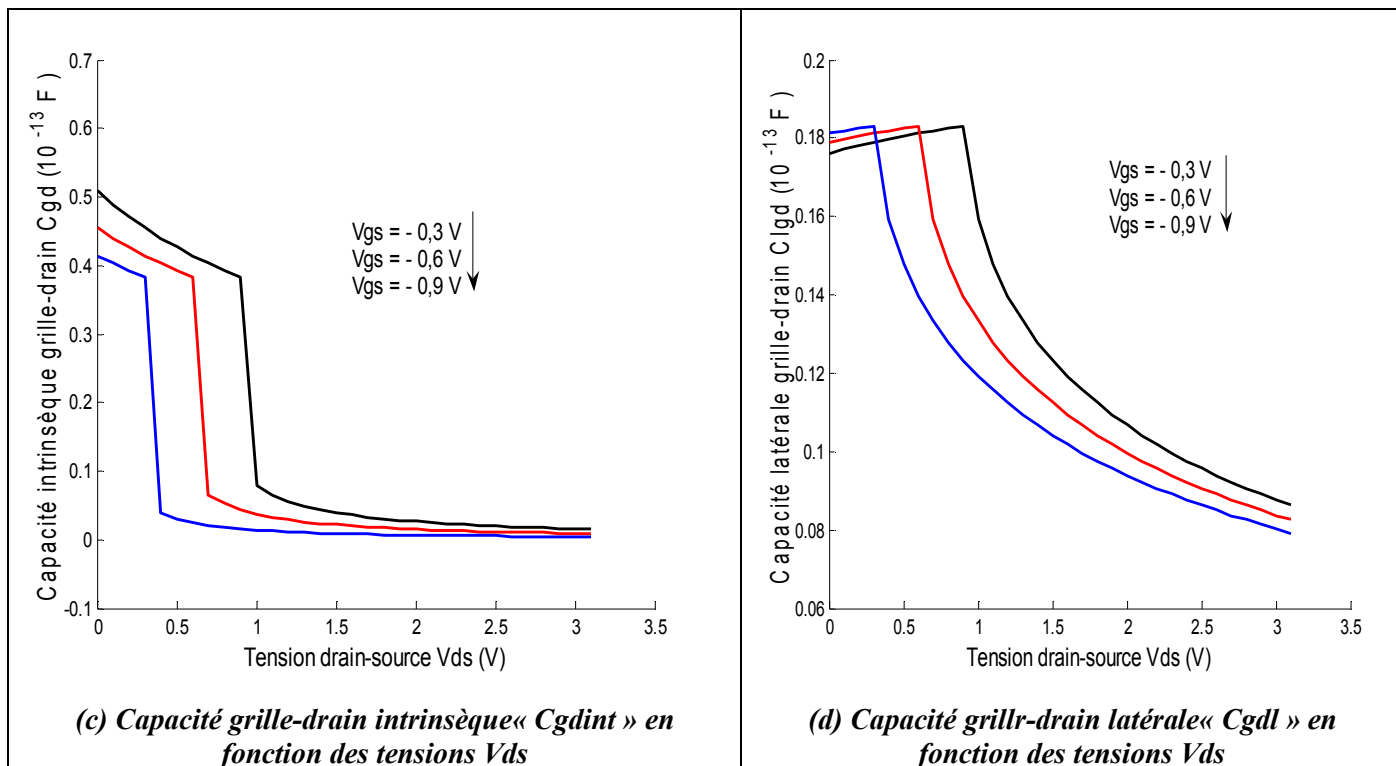 Capacité intrinsèque grille-drain Cgd (10 -13 F )
0.7
0.6
0.5
0.4
0.3
0.2
0.1
0
-0.1
0
0.5
1
1.5
2
2.5
3
3.5
Vgs = - 0,3 V
Vgs = - 0,6 V
Vgs = - 0,9 V
Tension drain-source Vds (V)
(c) Capacité grille-drain intrinsèque« Cgdint » en
fonction des tensions Vds
Capacité latérale grille-drain Clgd (10 -13 F)
0.2
0.18
0.16
0.14
0.12
0.1
0.08
0.06
0
0.5
1
1.5
2
2.5
3
3.5
Vgs = - 0,3 V
Vgs = - 0,6 V
Vgs = - 0,9 V
Tension drain-source Vds (V)
(d) Capacité grillr-drain latérale« Cgdl » en
fonction des tensions Vds